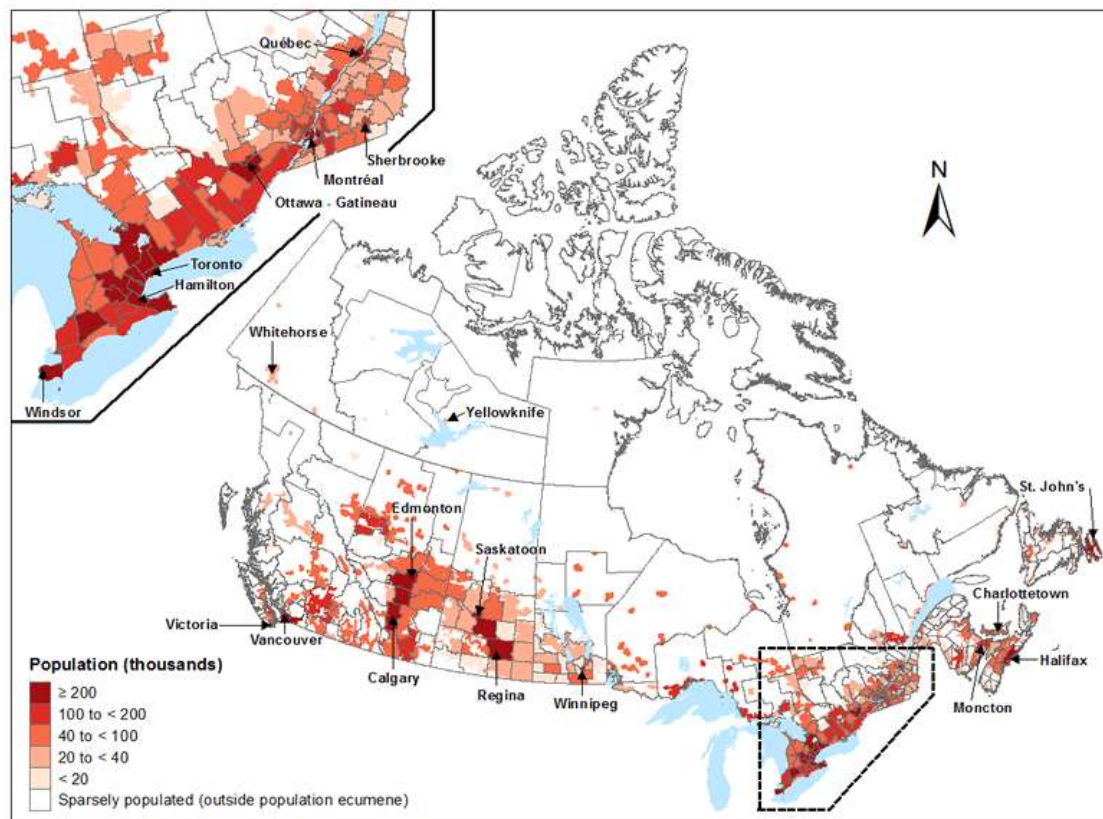 Québec
Sherbrooke
Montréal
Ottawa - Gatineau
Toronto
Hamilton
Windsor
N
Whitehorse
Yellowknife
St. John's
Edmonton
Saskatoon
Charlottetown
Victoria
Vancouver
Halifax
Calgary
Regina
Winnipeg
Moncton
Population (thousands)
≥ 200
100 to < 200
40 to < 100
20 to < 40
< 20
Sparsely populated (outside population ecumene)